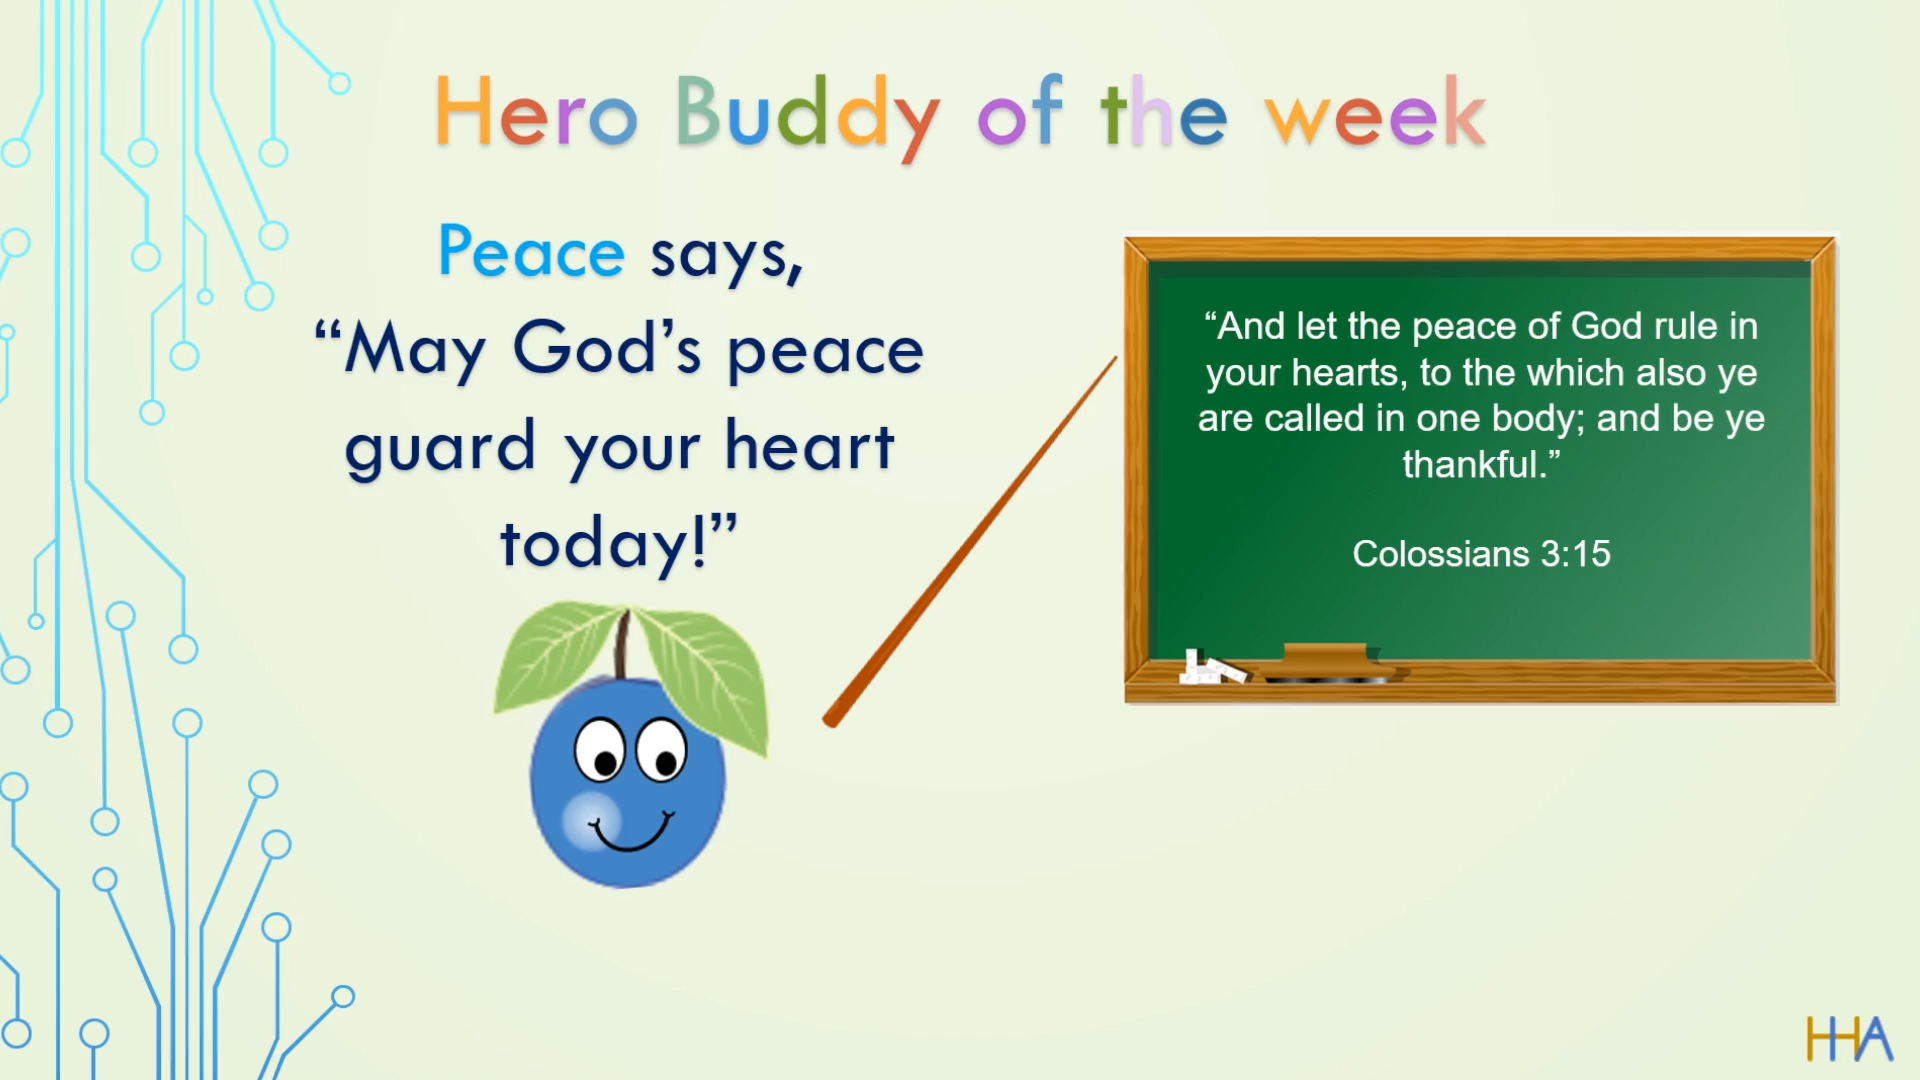 Hero Buddy of the week
Peace says,
“May God’s peace
guard your heart
today!”
“And let the peace of God rule in
your hearts, to the which also ye
are called in one body; and be ye
thankful.”
Colossians 3:15
HHA